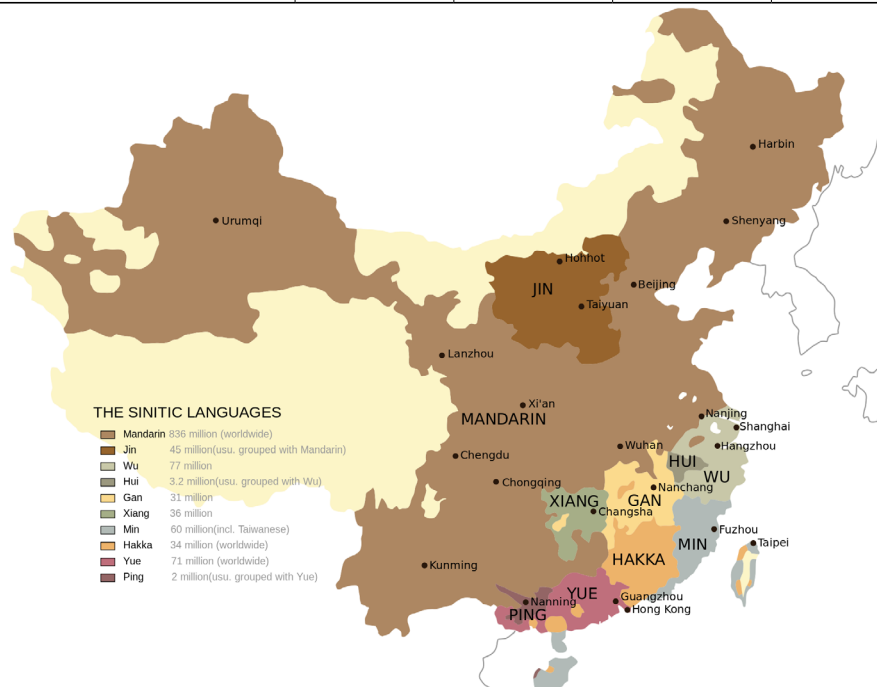 Harbin
Urumqi
Shenyang
Hohhot
Beijing
JIN
Taiyuan
Lanzhou
Xi'an
MANDARIN
Nanjing
Shanghai
Wuhan
Hangzhou
Chengdu
HUI
WU
Chongqing
Nanchang
XIANG
GAN
Changsha
Fuzhou
MIN
Taipei
HAKKA
Kunming
YUE
Guangzhou
Nanning
Hong Kong
PING
THE SINITIC LANGUAGES
Mandarin 836 million (worldwide)
Jin 45 million(usu. grouped with Mandarin)
Wu 77 million
Hui 3.2 million(usu. grouped with Wu)
Gan 31 million
Xiang 36 million
Min 60 million(incl. Taiwanese)
Hakka 34 million (worldwide)
Yue 71 million (worldwide)
Ping 2 million(usu. grouped with Yue)